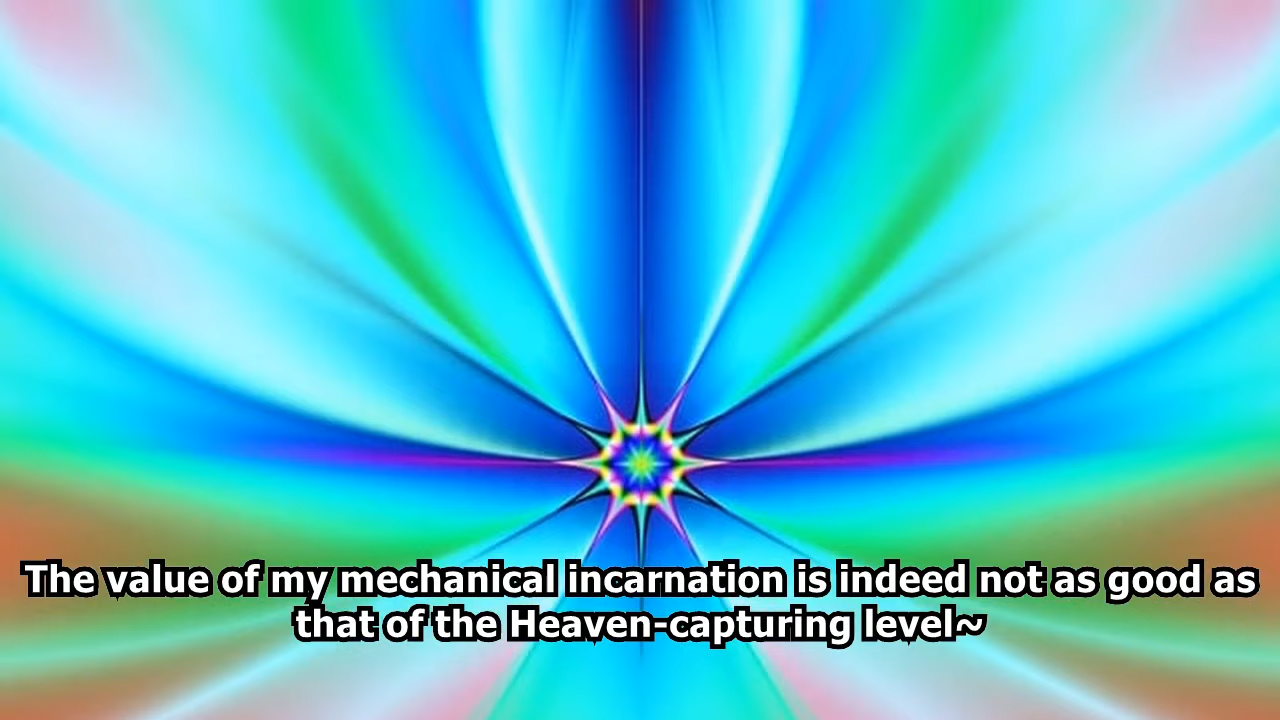 The value of my mechanical incarnation is indeed not as good as
that of the Heaven-capturing level~